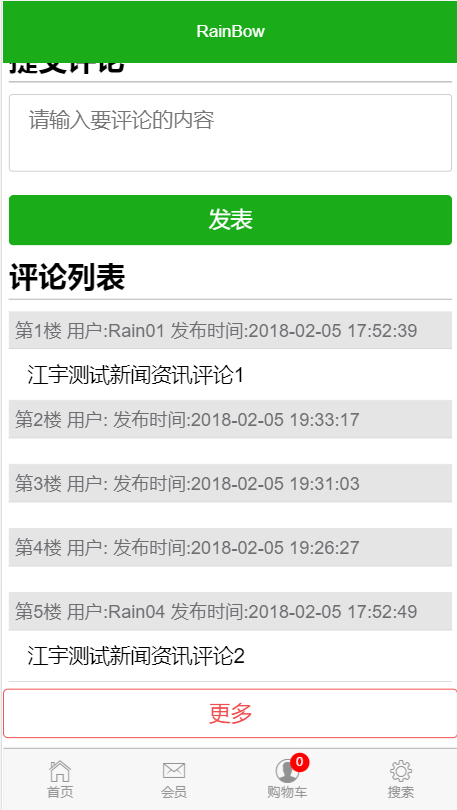 RainBow
提交评论
请输入要评论的内容
发表
评论列表
第1楼 用户:Rain01 发布时间:2018-02-05 17:52:39
江宇测试新闻资讯评论1
第2楼 用户: 发布时间:2018-02-05 19:33:17
第3楼 用户: 发布时间:2018-02-05 19:31:03
第4楼 用户: 发布时间:2018-02-05 19:26:27
第5楼 用户:Rain04 发布时间:2018-02-05 17:52:49
江宇测试新闻资讯评论2
更多
0
首页 会员 购物车 搜索